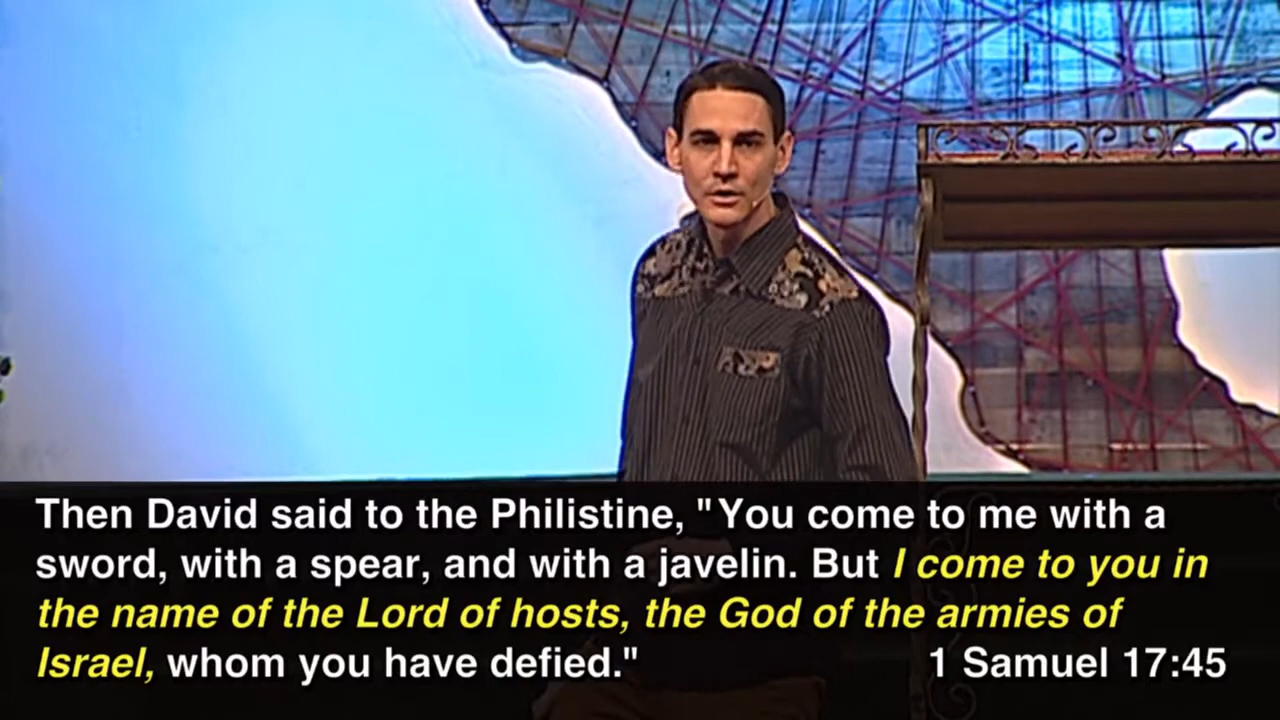 Then David said to the Philistine, "You come to me with a
sword, with a spear, and with a javelin. But I come to you in
the name of the Lord of hosts, the God of the armies of
Israel, whom you have defied." 1 Samuel 17:45